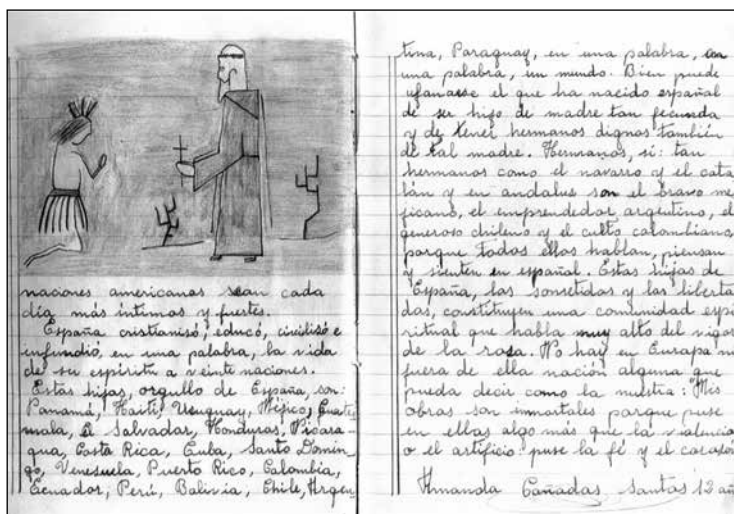 naciones americanas sean cada
día más íntimas y fuertes.
España cristianizó, educó, civilizó e
infundió, en una palabra, la vida
de su espíritu a veinte naciones.
Estas hijas, orgullo de España, son:
Panamá, Haití, Uruguay, Méjico, Guate-
mala, El Salvador, Honduras, Nicara-
gua, Costa Rica, Cuba, Santo Domin-
go, Venezuela, Puerto Rico, Colombia,
Ecuador, Perú, Bolivia, Chile, Argen-
tina, Paraguay, en una palabra, con
una palabra, un mundo. Bien puede
ufanarse el que ha nacido español
de ser hijo de madre tan fecunda
y de tener hermanos dignos también
de tal madre. Hermanos, sí: tan
hermanos como el navarro y el cata-
lán y en andalus son el bravo me-
jicano, el emprendedor argentino, el
generoso chileno y el culto colombiano
porque todos ellos hablan, piensan
y sienten en español. Estas hijas de
España, las sometidas y las liberta-
das, constituyen una comunidad espi-
ritual que habla muy alto del vigor
de la raza. No hay en Europa ni
fuera de ella nación alguna que
pueda decir como la nuestra: "Mis
obras son inmortales porque puse
en ellas algo más que la violencia
o el artificio: puse la fé y el corazón
Amanda Cañadas Santos 12 añ